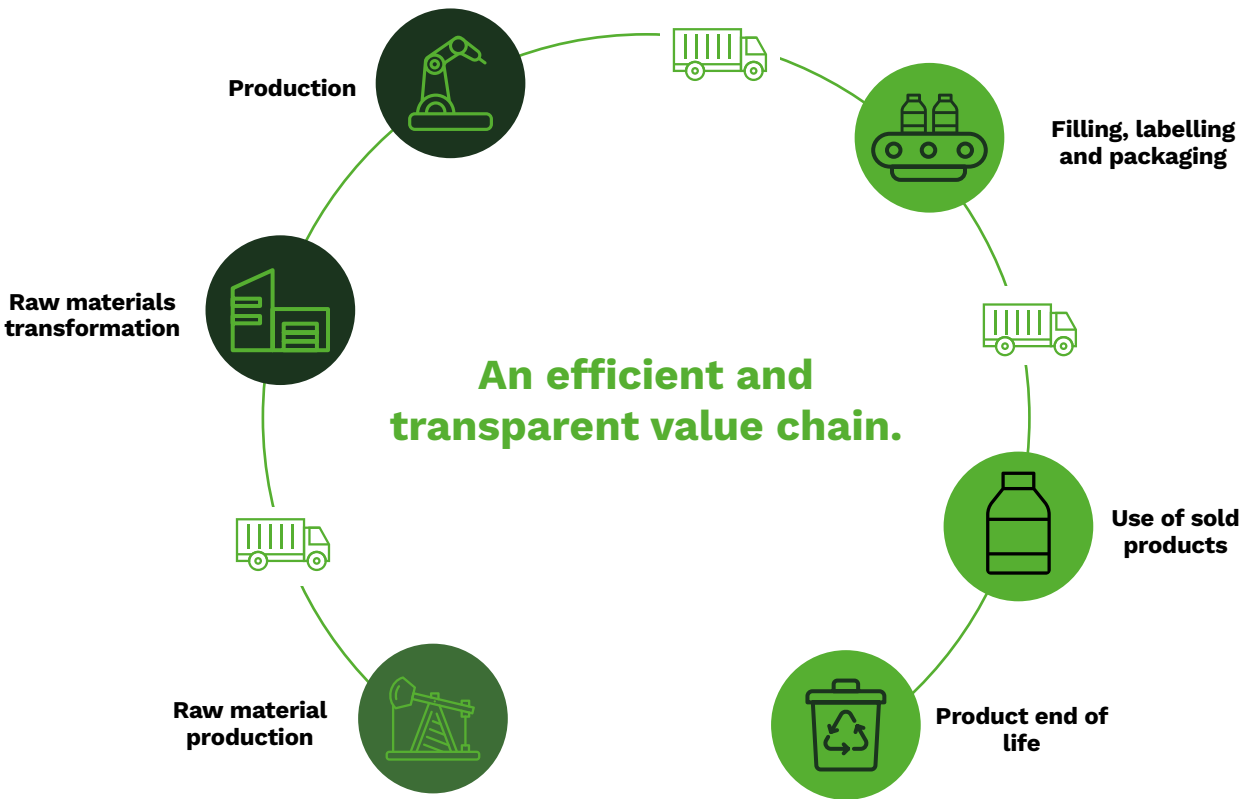 Production
Filling, labelling
and packaging
Raw materials
transformation
An efficient and
transparent value chain.
Use of sold
products
Raw material
production
Product end of
life